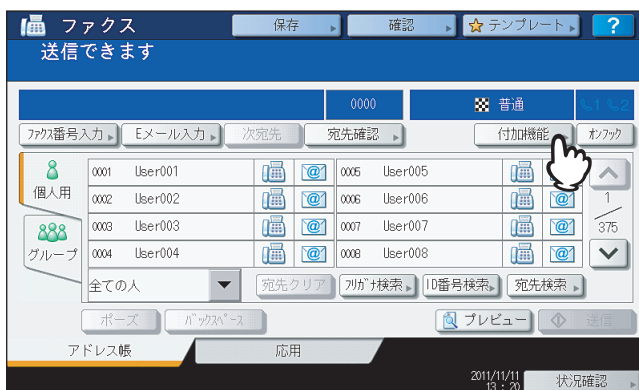 ファクス 保存 確認 テンプレート ?
送信できます
0000 普通 1 2
ファクス番号入力 Eメール入力 次宛先 宛先確認 付加機能 オンフック
個人用
グループ
0001 User001 0005 User005
0002 User002 0006 User006
0003 User003 0007 User007
0004 User004 0008 User008
1
375
全ての人 宛先クリア フリガナ検索 ID番号検索 宛先検索
ポーズ バックスペース プレビュー 送信
アドレス帳 応用
2011/11/11
13:20 状況確認